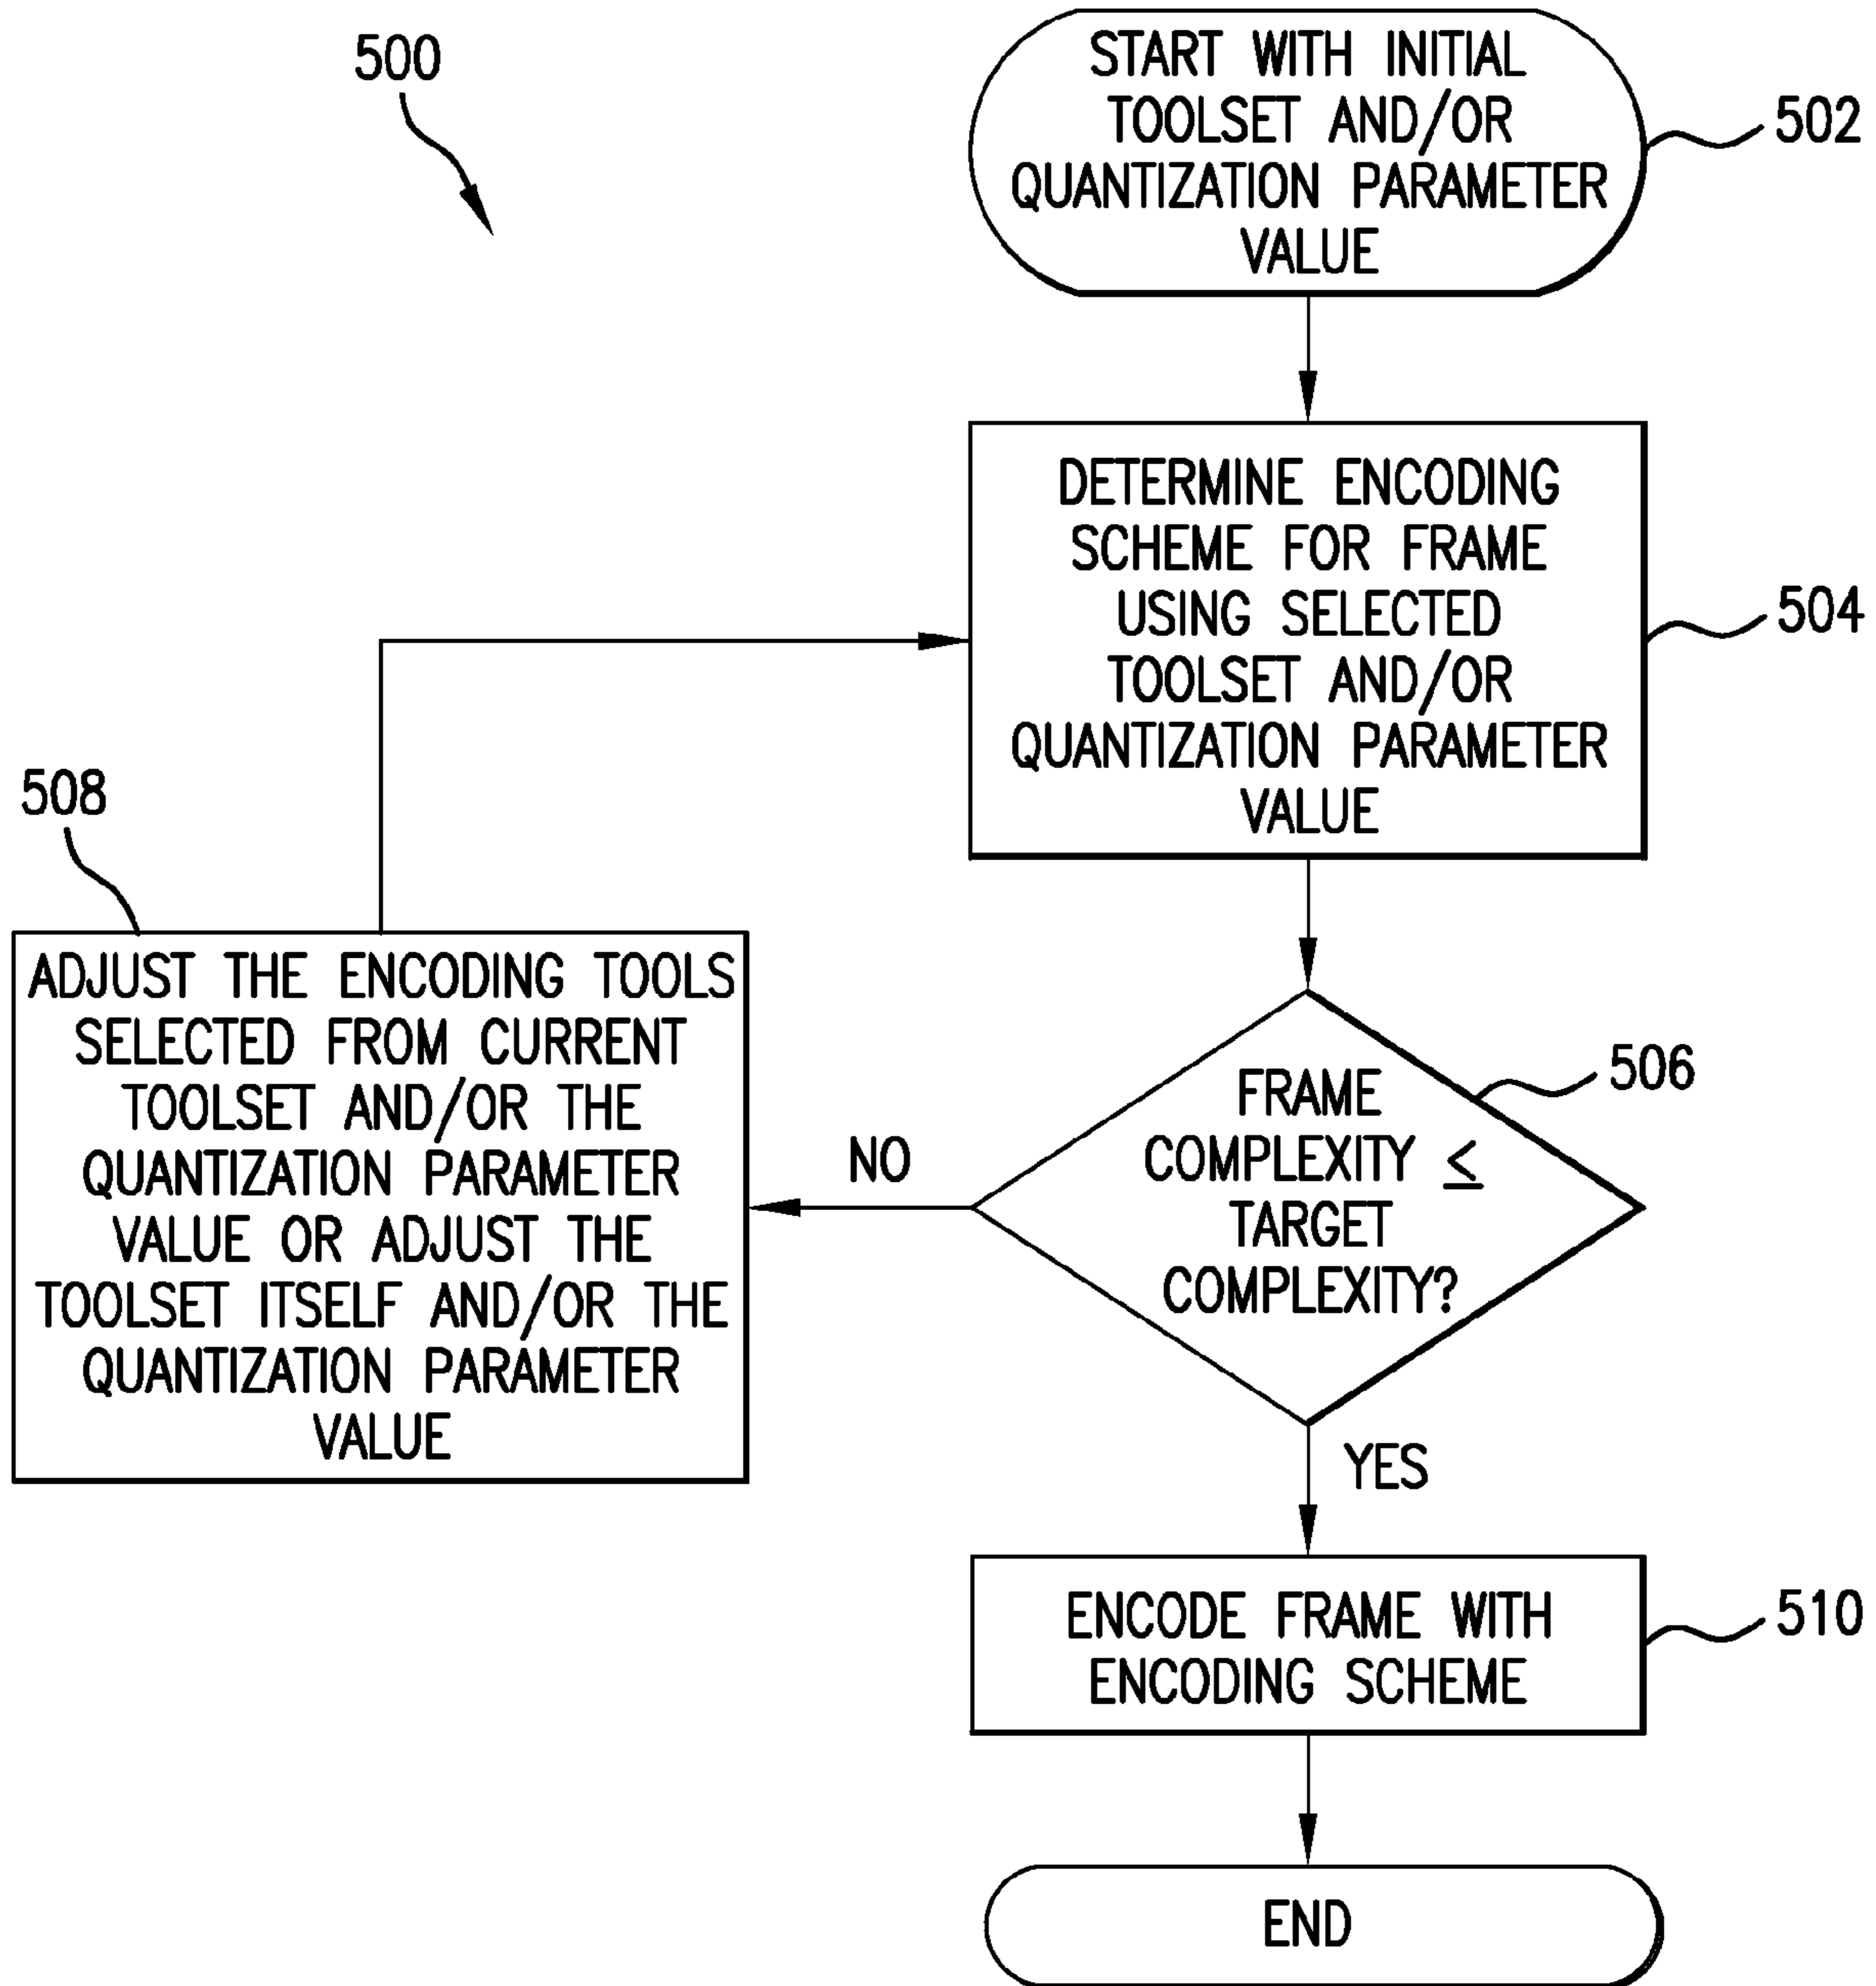 500
START WITH INITIAL
TOOLSET AND/OR
QUANTIZATION PARAMETER
VALUE
502
DETERMINE ENCODING
SCHEME FOR FRAME
USING SELECTED
TOOLSET AND/OR
QUANTIZATION PARAMETER
VALUE
504
508
ADJUST THE ENCODING TOOLS
SELECTED FROM CURRENT
TOOLSET AND/OR THE
QUANTIZATION PARAMETER
VALUE OR ADJUST THE
TOOLSET ITSELF AND/OR THE
QUANTIZATION PARAMETER
VALUE
NO
FRAME
COMPLEXITY ≤
TARGET
COMPLEXITY?
506
YES
ENCODE FRAME WITH
ENCODING SCHEME
510
END